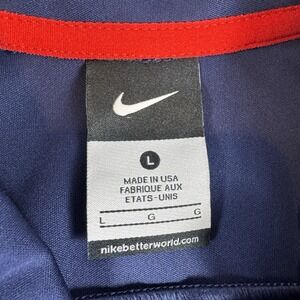 L
MADE IN USA
FABRIQUE AUX
ETATS-UNIS
L G G
nikebetterworld.com